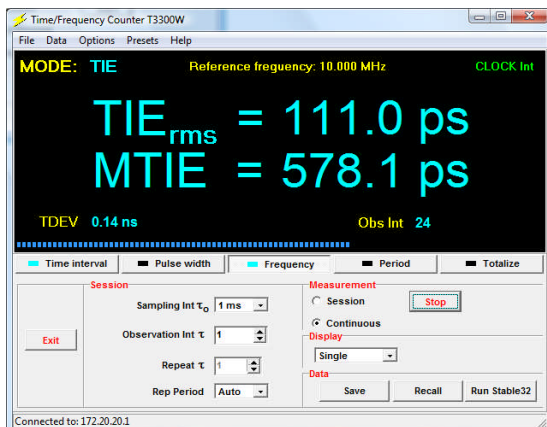 Time/Frequency Counter T3300W
File Data Options Presets Help
MODE: TIE Reference frequency: 10.000 MHz CLOCK Int
TIErms = 111.0 ps
MTIE = 578.1 ps
TDEV 0.14 ns Obs Int 24
Time interval Pulse width Frequency Period Totalize
Session Measurement
Sampling Int τo 1 ms Session Stop
Continuous
Exit Observation Int τ 1
Display
Repeat τ 1 Single
Data
Rep Period Auto Save Recall Run Stable32
Connected to: 172.20.20.1